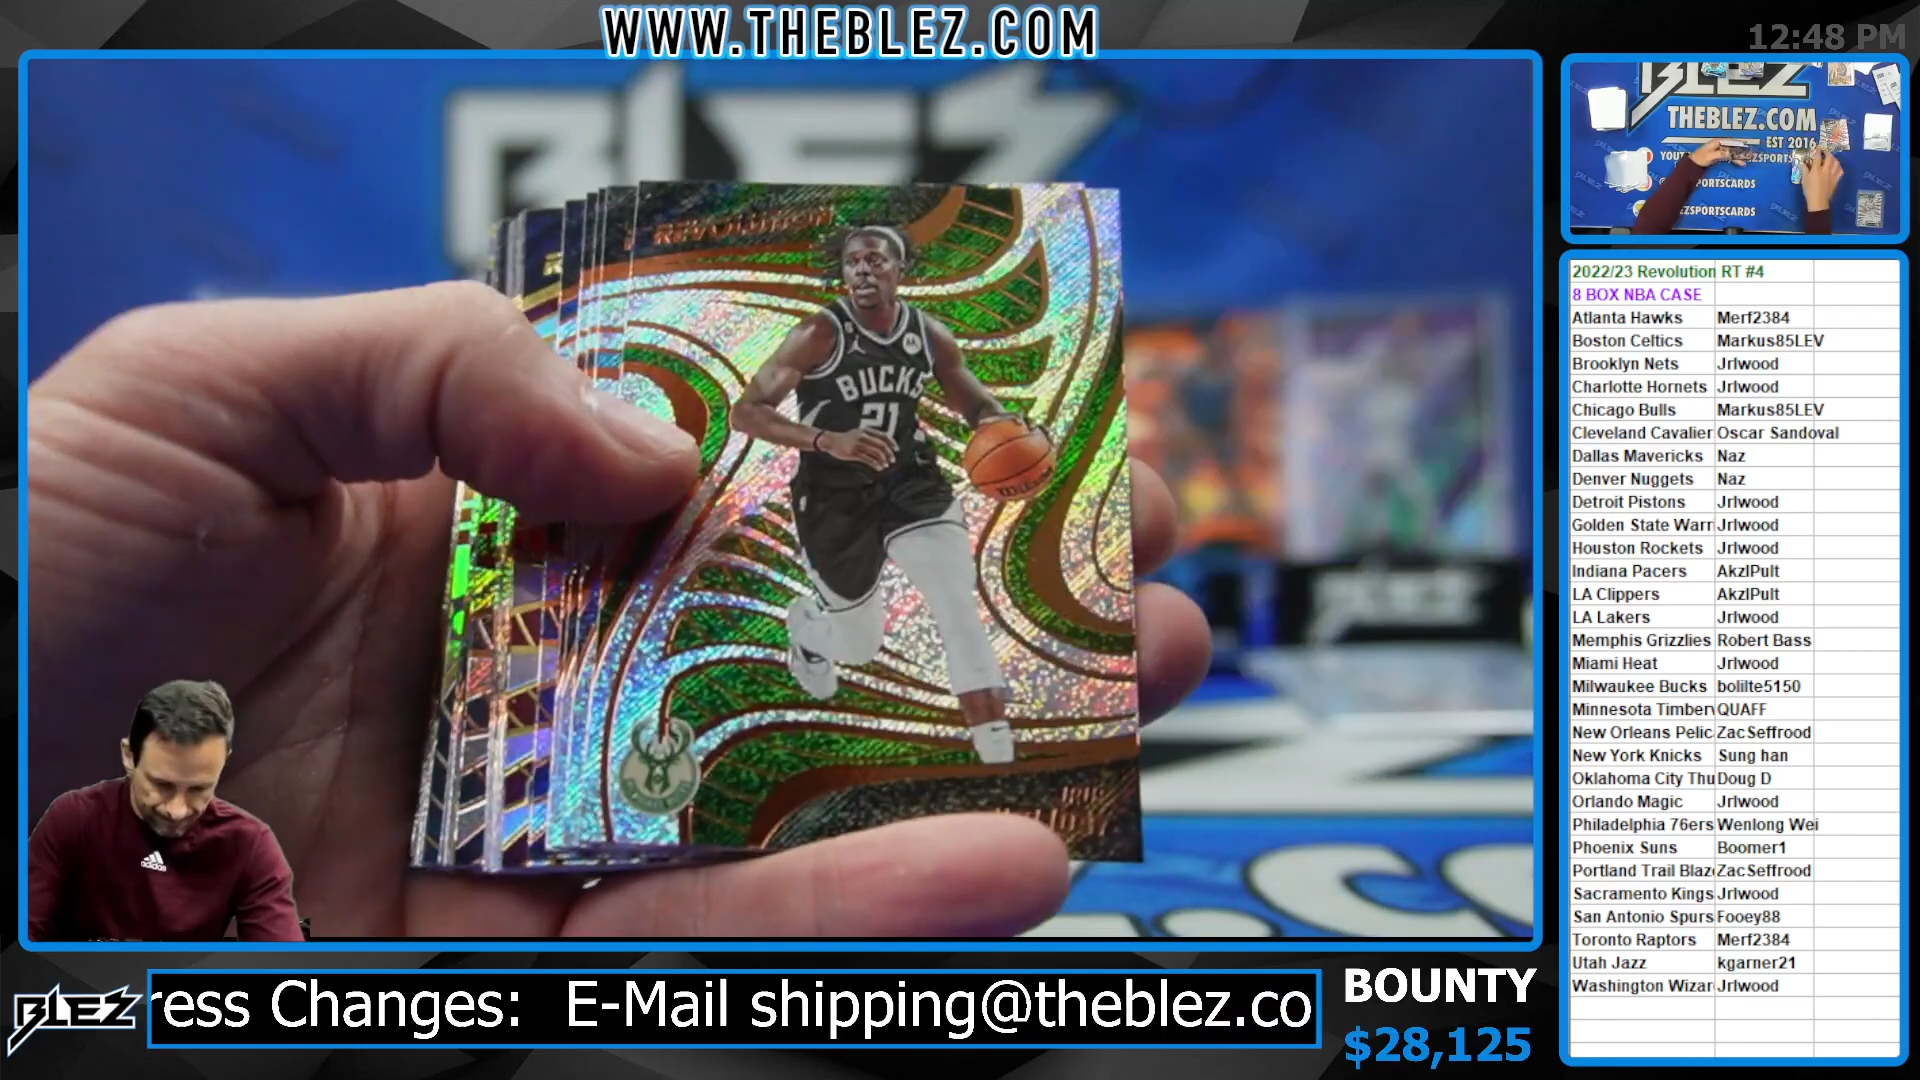 WWW.THEBLEZ.COM
12:48 PM
BLEZ
REVOLUTION
BUCKS
21
BLEZ
THEBLEZ.COM
EST 2016
2022/23 Revolution RT #4
8 BOX NBA CASE
Atlanta Hawks Merf2384
Boston Celtics Markus85LEV
Brooklyn Nets Jrlwood
Charlotte Hornets Jrlwood
Chicago Bulls Markus85LEV
Cleveland Cavalier Oscar Sandoval
Dallas Mavericks Naz
Denver Nuggets Naz
Detroit Pistons Jrlwood
Golden State Warr Jrlwood
Houston Rockets Jrlwood
Indiana Pacers AkzlPult
LA Clippers AkzlPult
LA Lakers Jrlwood
Memphis Grizzlies Robert Bass
Miami Heat Jrlwood
Milwaukee Bucks bolilte5150
Minnesota Timber QUAFF
New Orleans Pelic ZacSeffrood
New York Knicks Sung han
Oklahoma City Thu Doug D
Orlando Magic Jrlwood
Philadelphia 76ers Wenlong Wei
Phoenix Suns Boomer1
Portland Trail Blaz ZacSeffrood
Sacramento Kings Jrlwood
San Antonio Spurs Fooey88
Toronto Raptors Merf2384
Utah Jazz kgarner21
Washington Wizar Jrlwood
adidas
BLEZ
ress Changes: E-Mail shipping@theblez.co
BOUNTY
$28,125